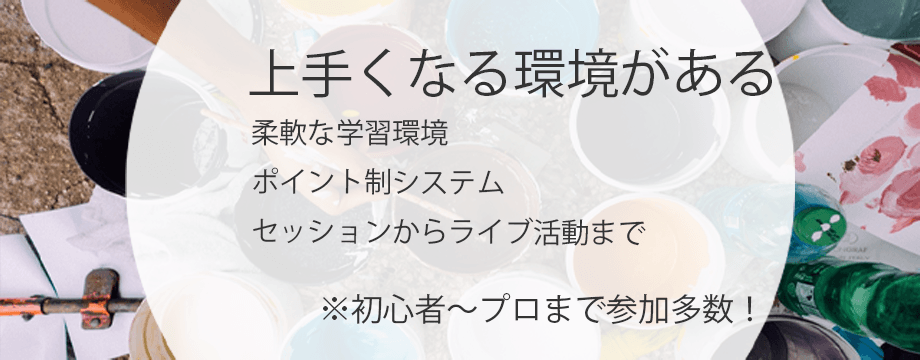 上手くなる環境がある
柔軟な学習環境
ポイント制システム
セッションからライブ活動まで
※初心者～プロまで参加多数！